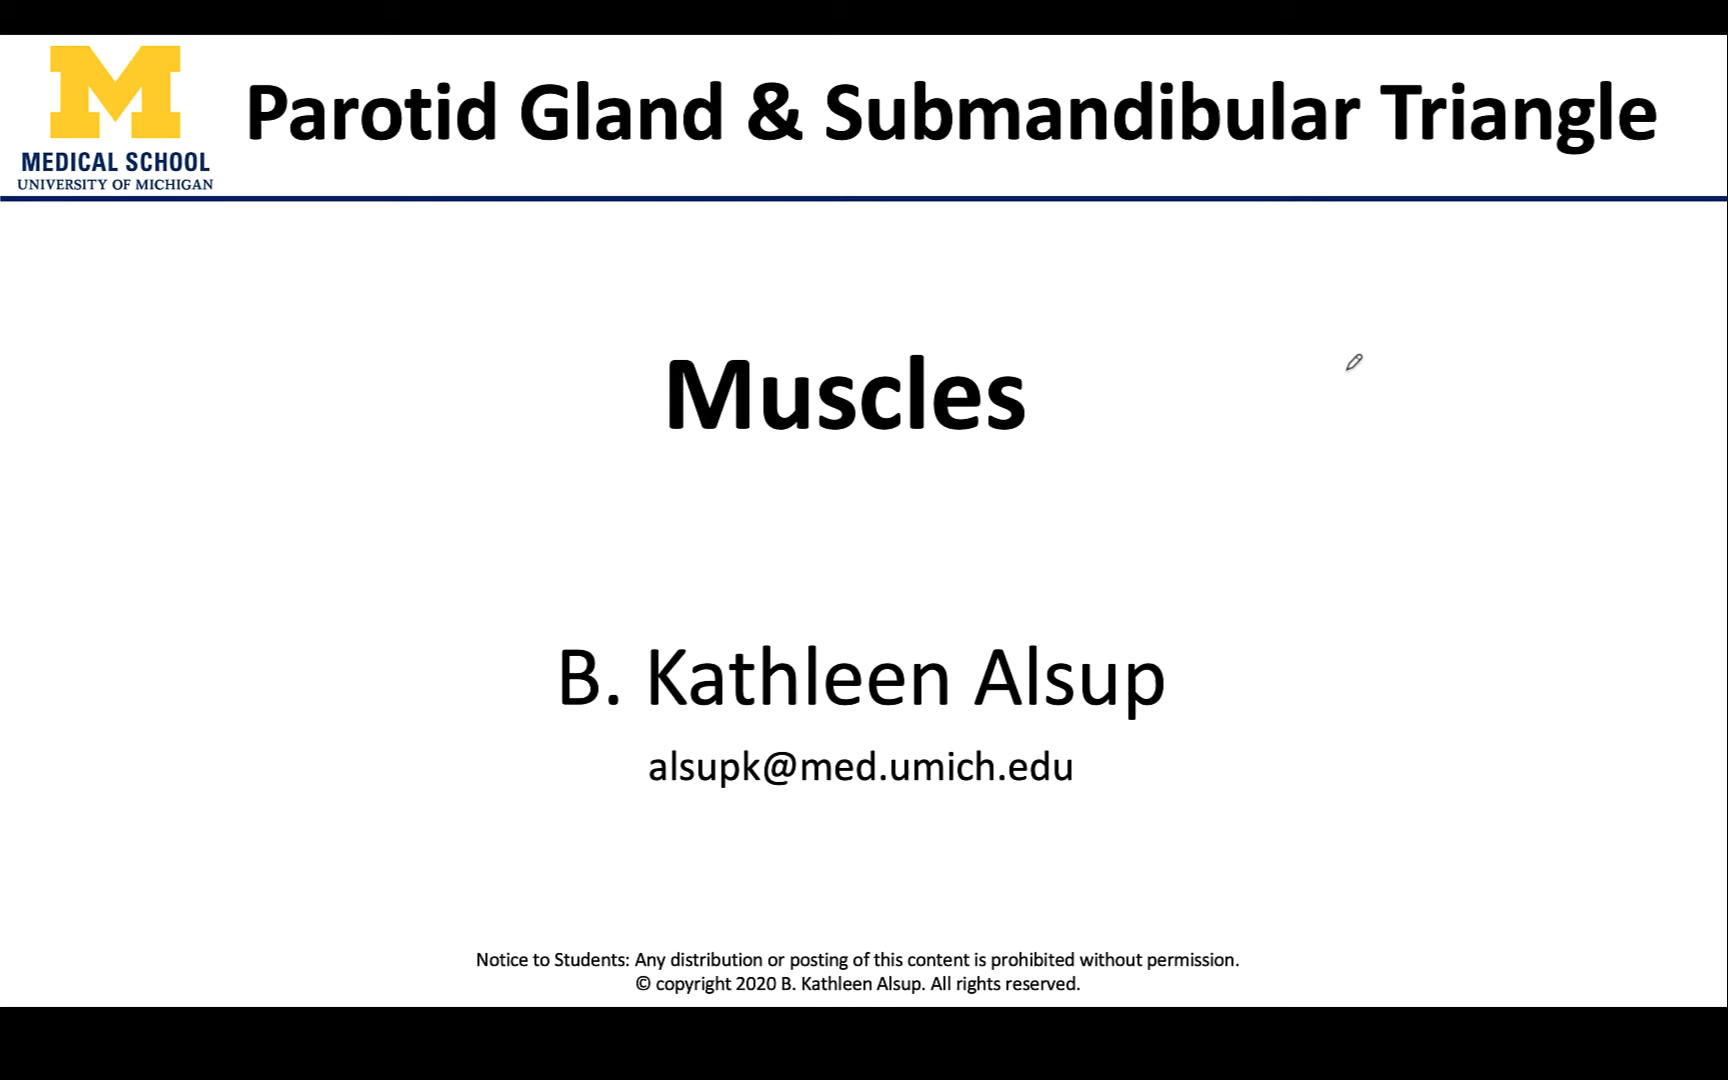 M
MEDICAL SCHOOL
UNIVERSITY OF MICHIGAN
Parotid Gland & Submandibular Triangle
Muscles
B. Kathleen Alsup
alsupk@med.umich.edu
Notice to Students: Any distribution or posting of this content is prohibited without permission.
© copyright 2020 B. Kathleen Alsup. All rights reserved.